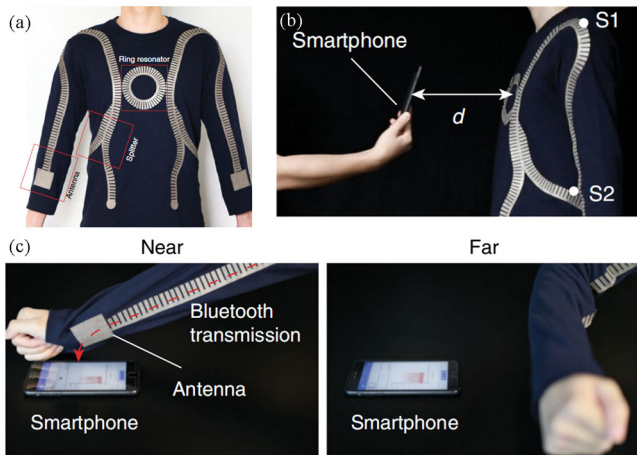 (a)
Ring resonator
Splitter
Antenna
(b)
Smartphone
d
S1
S2
(c)
Near
Far
Bluetooth
transmission
Antenna
Smartphone
Smartphone